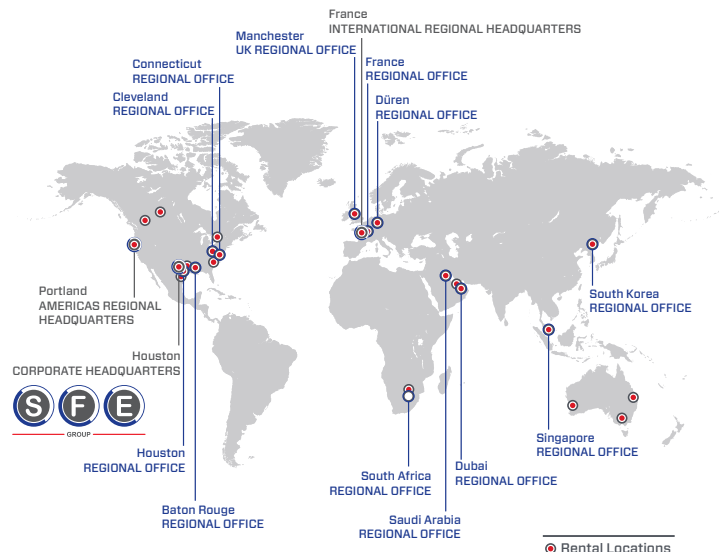 France
INTERNATIONAL REGIONAL HEADQUARTERS
Manchester
UK REGIONAL OFFICE
France
REGIONAL OFFICE
Connecticut
REGIONAL OFFICE
Cleveland
REGIONAL OFFICE
Düren
REGIONAL OFFICE
Portland
AMERICAS REGIONAL
HEADQUARTERS
South Korea
REGIONAL OFFICE
Houston
CORPORATE HEADQUARTERS
S F E
GROUP
Houston
REGIONAL OFFICE
Baton Rouge
REGIONAL OFFICE
South Africa
REGIONAL OFFICE
Dubai
REGIONAL OFFICE
Saudi Arabia
REGIONAL OFFICE
Singapore
REGIONAL OFFICE
Rental Locations